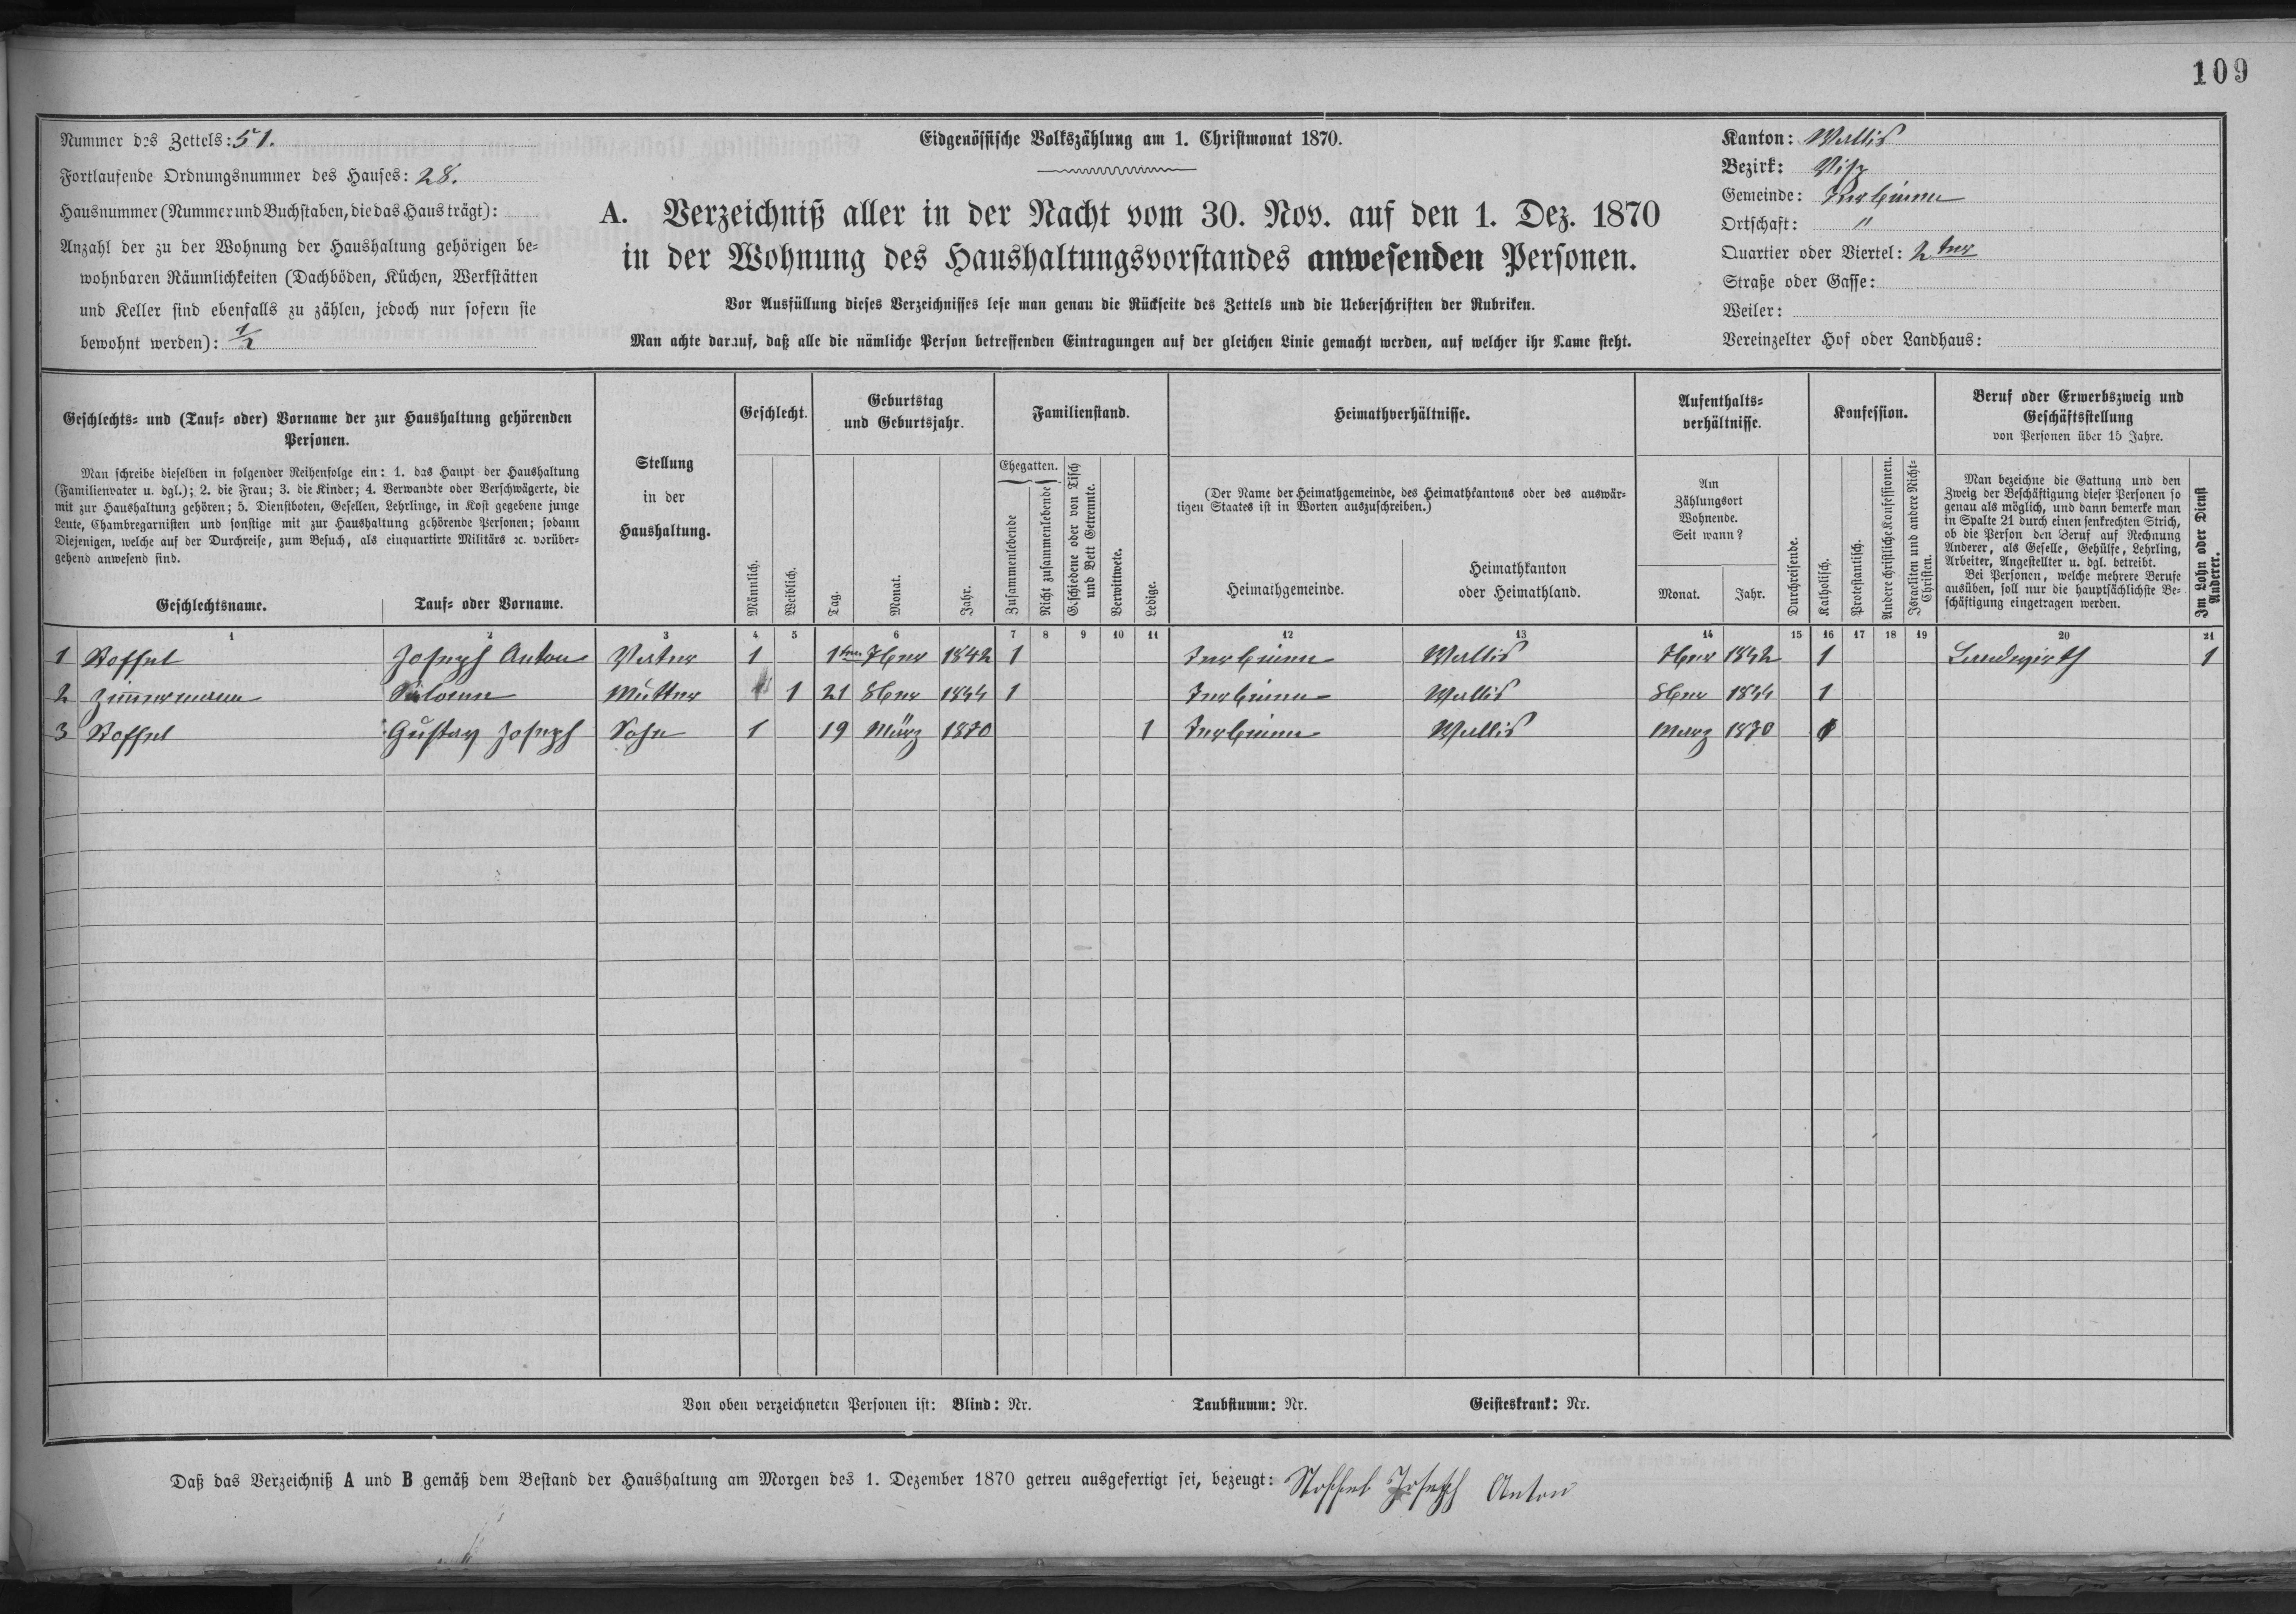 109
Nummer des Zettels: 51.
Fortlaufende Ordnungsnummer des Hauses: 28.
Hausnummer (Nummer und Buchstaben, die das Haus trägt):
Anzahl der zu der Wohnung der Haushaltung gehörigen be-
wohnbaren Räumlichkeiten (Dachböden, Küchen, Werkstätten
und Keller sind ebenfalls zu zählen, jedoch nur sofern sie
bewohnt werden): 1/2
Eidgenössische Volkszählung am 1. Christmonat 1870.
A. Verzeichniß aller in der Nacht vom 30. Nov. auf den 1. Dez. 1870
in der Wohnung des Haushaltungsvorstandes anwesenden Personen.
Vor Ausfüllung dieses Verzeichnisses lese man genau die Rückseite des Zettels und die Ueberschriften der Rubriken.
Man achte darauf, daß alle die nämliche Person betreffenden Eintragungen auf der gleichen Linie gemacht werden, auf welcher ihr Name steht.
Kanton: Wallis
Bezirk: Visp
Gemeinde: Zeneggen
Ortschaft: "
Quartier oder Viertel: 2ter
Straße oder Gasse:
Weiler:
Vereinzelter Hof oder Landhaus:
Geschlechts- und (Tauf- oder) Vorname der zur Haushaltung gehörenden
Personen.
Man schreibe dieselben in folgender Reihenfolge ein: 1. das Haupt der Haushaltung
(Familienvater u. dgl.); 2. die Frau; 3. die Kinder; 4. Verwandte oder Verschwägerte, die
mit zur Haushaltung gehören; 5. Dienstboten, Gesellen, Lehrlinge, in Kost gegebene junge
Leute, Chambregarnisten und sonstige mit zur Haushaltung gehörende Personen; sodann
Diejenigen, welche auf der Durchreise, zum Besuch, als einquartirte Militärs ꝛc. vorüber-
gehend anwesend sind.
Geschlechtsname.
Tauf- oder Vorname.
Stellung
in der
Haushaltung.
Geschlecht.
Männlich.
Weiblich.
Geburtstag
und Geburtsjahr.
Tag.
Monat.
Jahr.
Familienstand.
Ehegatten.
Zusammenlebende
Nicht zusammenlebende
Geschiedene oder von Tisch
und Bett Getrennte.
Verwittwete.
Ledige.
Heimathverhältnisse.
(Der Name der Heimathgemeinde, des Heimathkantons oder des auswär-
tigen Staates ist in Worten auszuschreiben.)
Heimathgemeinde.
Heimathkanton
oder Heimathland.
Aufenthalts-
verhältnisse.
Am
Zählungsort
Wohnende.
Seit wann?
Monat.
Jahr.
Durchreisende.
Konfession.
Katholisch.
Protestantisch.
Andere christliche Konfessionen.
Israeliten und andere Nicht-
Christen.
Beruf oder Erwerbszweig und
Geschäftsstellung
von Personen über 15 Jahre.
Man bezeichne die Gattung und den
Zweig der Beschäftigung dieser Personen so
genau als möglich, und dann bemerke man
in Spalte 21 durch einen senkrechten Strich,
ob die Person den Beruf auf Rechnung
Anderer, als Geselle, Gehülfe, Lehrling,
Arbeiter, Angestellter u. dgl. betreibt.
Bei Personen, welche mehrere Berufe
ausüben, soll nur die hauptsächlichste Be-
schäftigung eingetragen werden.
Im Lohn oder Dienst
Anderer.
1 2 3 4 5 6 7 8 9 10 11 12 13 14 15 16 17 18 19 20 21
1 Stoffel Joseph Anton Vater 1 1ten 7ber 1842 1 Wallis 7ber 1842 1 Landwirth 1
2 Zimmermann Mutter 1 21 8ber 1844 1 Wallis 8ber 1844 1
3 Stoffel Gustav Joseph Sohn 1 19 März 1870 1 Wallis März 1870 1
Von oben verzeichneten Personen ist: Blind: Nr. Taubstumm: Nr. Geisteskrank: Nr.
Daß das Verzeichniß A und B gemäß dem Bestand der Haushaltung am Morgen des 1. Dezember 1870 getreu ausgefertigt sei, bezeugt: Stoffel Joseph Anton